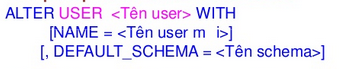 ALTER USER <Tên user> WITH
[NAME = <Tên user m i>]
[, DEFAULT_SCHEMA = <Tên schema>]